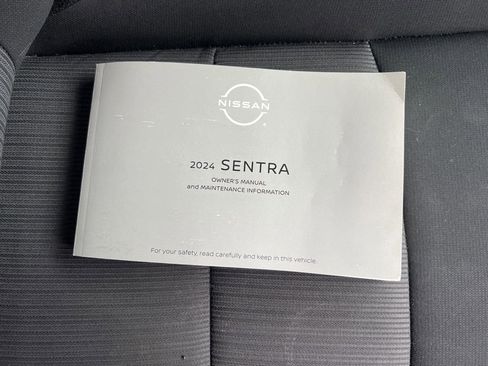 NISSAN
2024 SENTRA
OWNER'S MANUAL
and MAINTENANCE INFORMATION
For your safety, read carefully and keep in this vehicle.